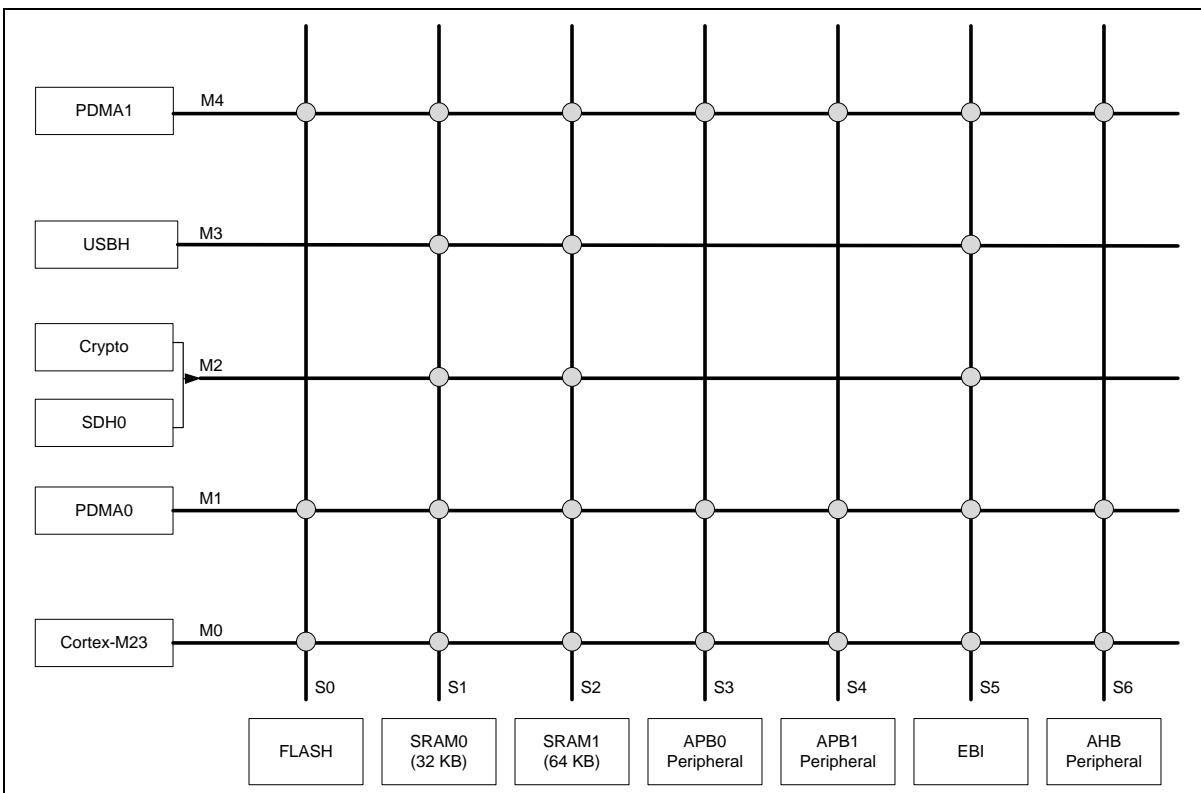 PDMA1
M4
USBH
M3
Crypto
M2
SDH0
PDMA0
M1
Cortex-M23
M0
S0
S1
S2
S3
S4
S5
S6
FLASH
SRAM0
(32 KB)
SRAM1
(64 KB)
APB0
Peripheral
APB1
Peripheral
EBI
AHB
Peripheral